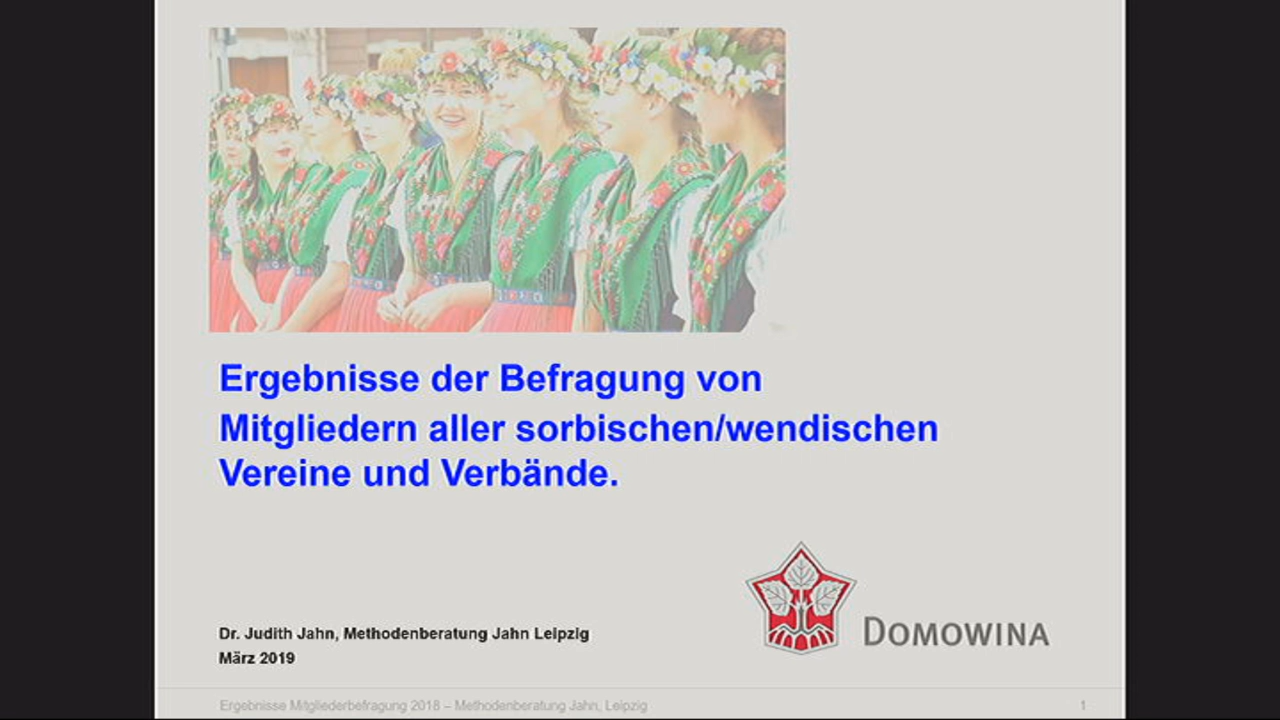 Ergebnisse der Befragung von
Mitgliedern aller sorbischen/wendischen
Vereine und Verbände.
DOMOWINA
Dr. Judith Jahn, Methodenberatung Jahn Leipzig
März 2019
Ergebnisse Mitgliederbefragung 2018 – Methodenberatung Jahn, Leipzig 1